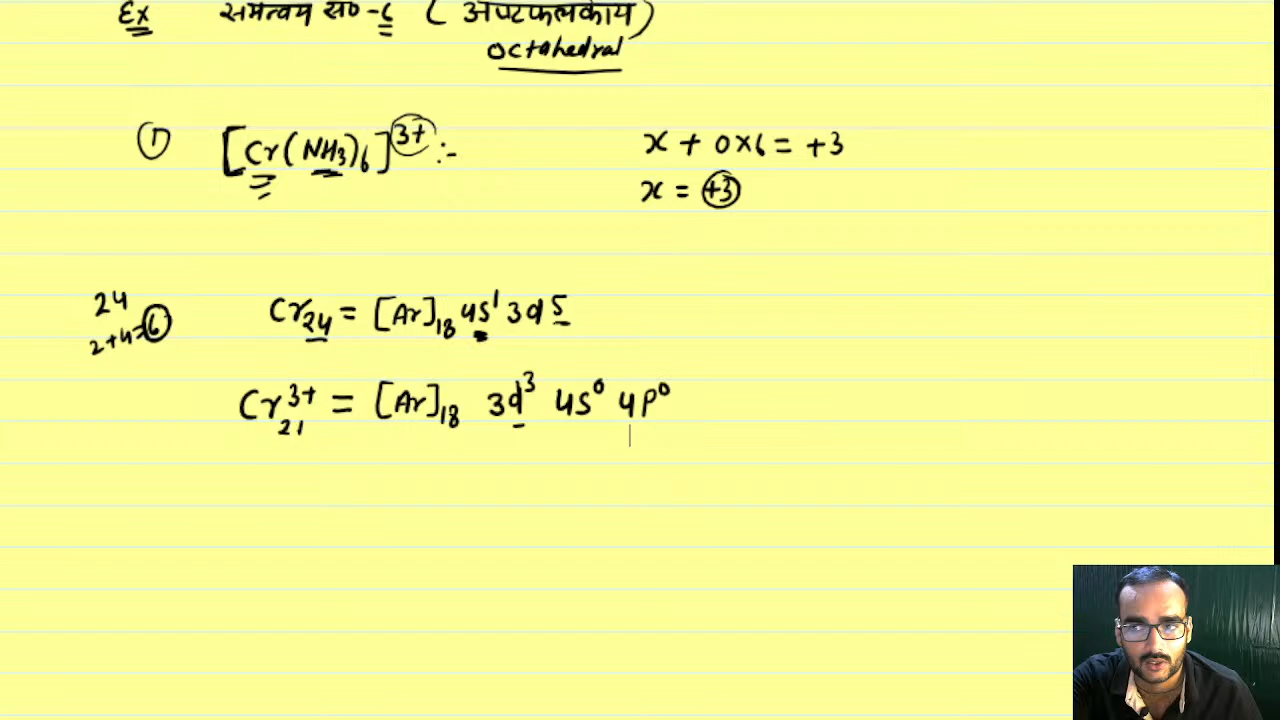 Ex समन्वय सं० -6 (अष्टफलकीय)
Octahedral
① [Cr(NH3)6]3+ :-
x + 0×6 = +3
x = +3
24
2+4=6
Cr24 = [Ar]18 4s1 3d5
Cr3+21 = [Ar]18 3d3 4s0 4p0